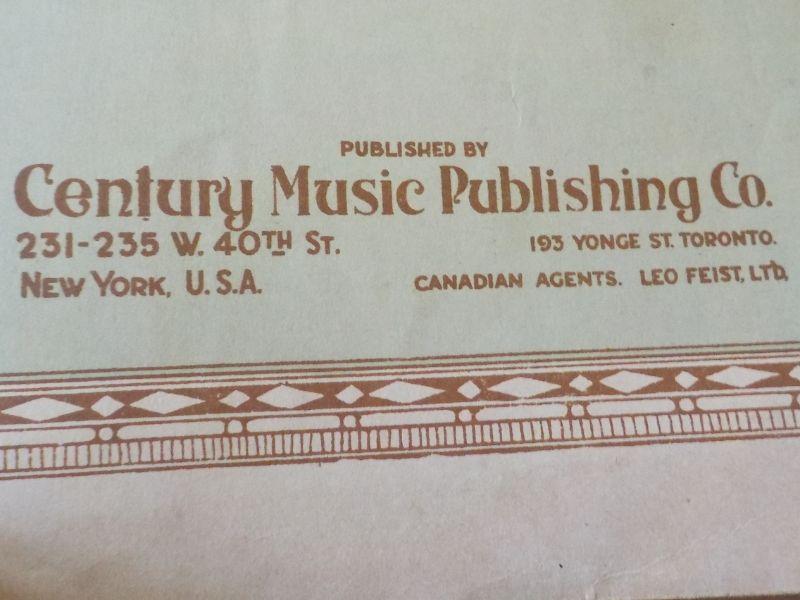 PUBLISHED BY
Century Music Publishing Co.
231-235 W. 40TH ST. 193 YONGE ST. TORONTO.
NEW YORK, U.S.A. CANADIAN AGENTS. LEO FEIST, LTD,